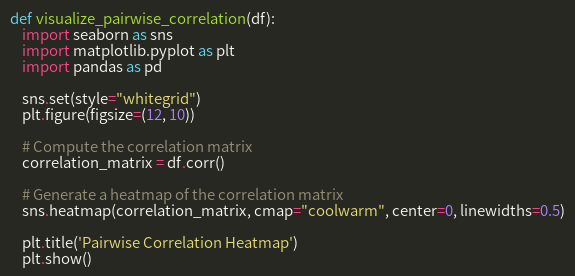 def visualize_pairwise_correlation(df):
    import seaborn as sns
    import matplotlib.pyplot as plt
    import pandas as pd

    sns.set(style="whitegrid")
    plt.figure(figsize=(12, 10))

    # Compute the correlation matrix
    correlation_matrix = df.corr()

    # Generate a heatmap of the correlation matrix
    sns.heatmap(correlation_matrix, cmap="coolwarm", center=0, linewidths=0.5)

    plt.title('Pairwise Correlation Heatmap')
    plt.show()